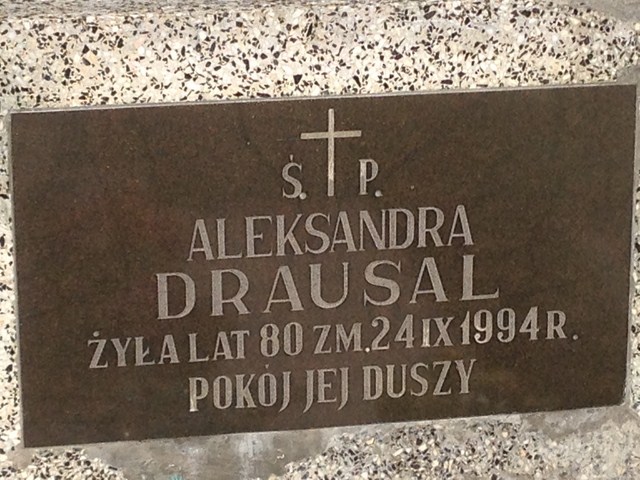 Ś. P.
ALEKSANDRA
DRAUSAL
ŻYŁA LAT 80 ZM. 24 IX 1994 R.
POKÓJ JEJ DUSZY